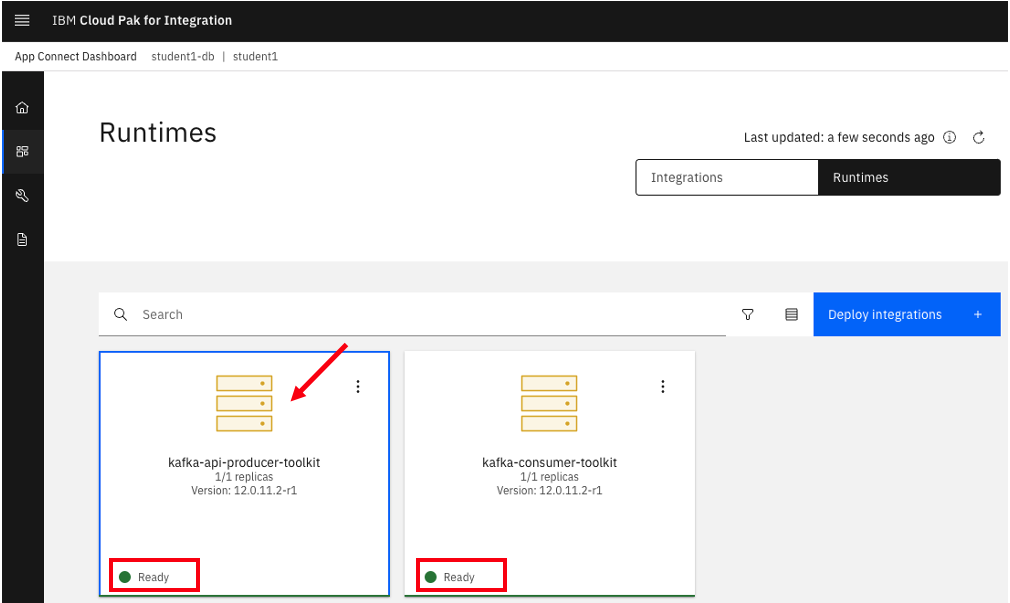 IBM Cloud Pak for Integration
App Connect Dashboard student1-db | student1
Runtimes
Last updated: a few seconds ago
Integrations Runtimes
Search
Deploy integrations +
kafka-api-producer-toolkit
1/1 replicas
Version: 12.0.11.2-r1
Ready
kafka-consumer-toolkit
1/1 replicas
Version: 12.0.11.2-r1
Ready